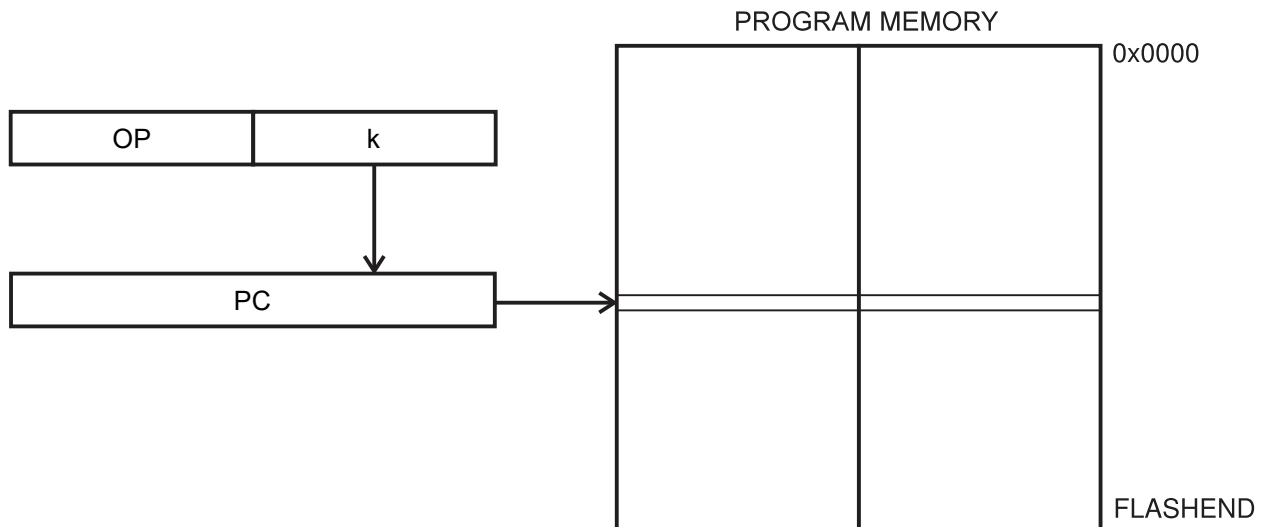 PROGRAM MEMORY
0x0000
OP
k
PC
FLASHEND